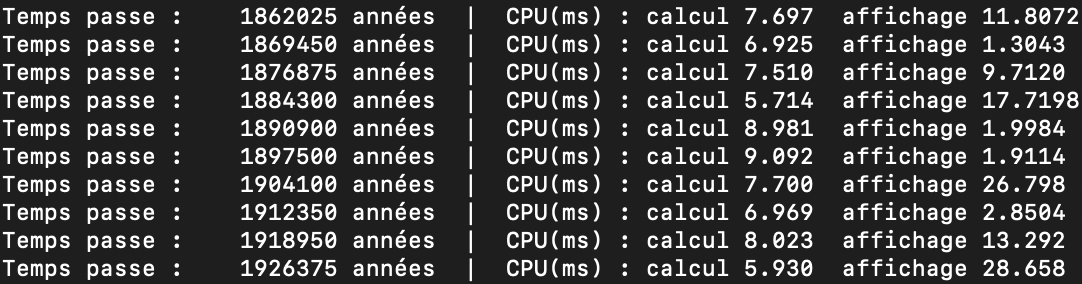 Temps passe :    1862025 années  |  CPU(ms) : calcul 7.697  affichage 11.8072
Temps passe :    1869450 années  |  CPU(ms) : calcul 6.925  affichage 1.3043
Temps passe :    1876875 années  |  CPU(ms) : calcul 7.510  affichage 9.7120
Temps passe :    1884300 années  |  CPU(ms) : calcul 5.714  affichage 17.7198
Temps passe :    1890900 années  |  CPU(ms) : calcul 8.981  affichage 1.9984
Temps passe :    1897500 années  |  CPU(ms) : calcul 9.092  affichage 1.9114
Temps passe :    1904100 années  |  CPU(ms) : calcul 7.700  affichage 26.798
Temps passe :    1912350 années  |  CPU(ms) : calcul 6.969  affichage 2.8504
Temps passe :    1918950 années  |  CPU(ms) : calcul 8.023  affichage 13.292
Temps passe :    1926375 années  |  CPU(ms) : calcul 5.930  affichage 28.658